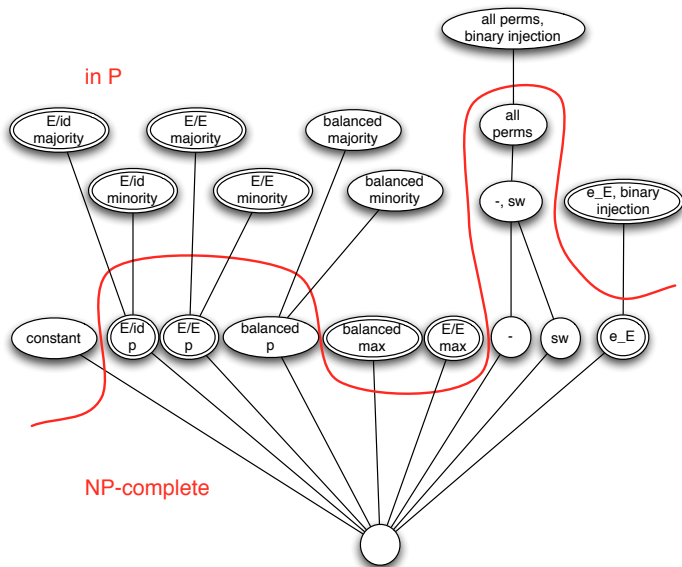 all perms,
binary injection
in P
E/id
majority
E/E
majority
balanced
majority
all
perms
E/id
minority
E/E
minority
balanced
minority
-, sw
e_E, binary
injection
constant
E/id
p
E/E
p
balanced
p
balanced
max
E/E
max
-
sw
e_E
NP-complete